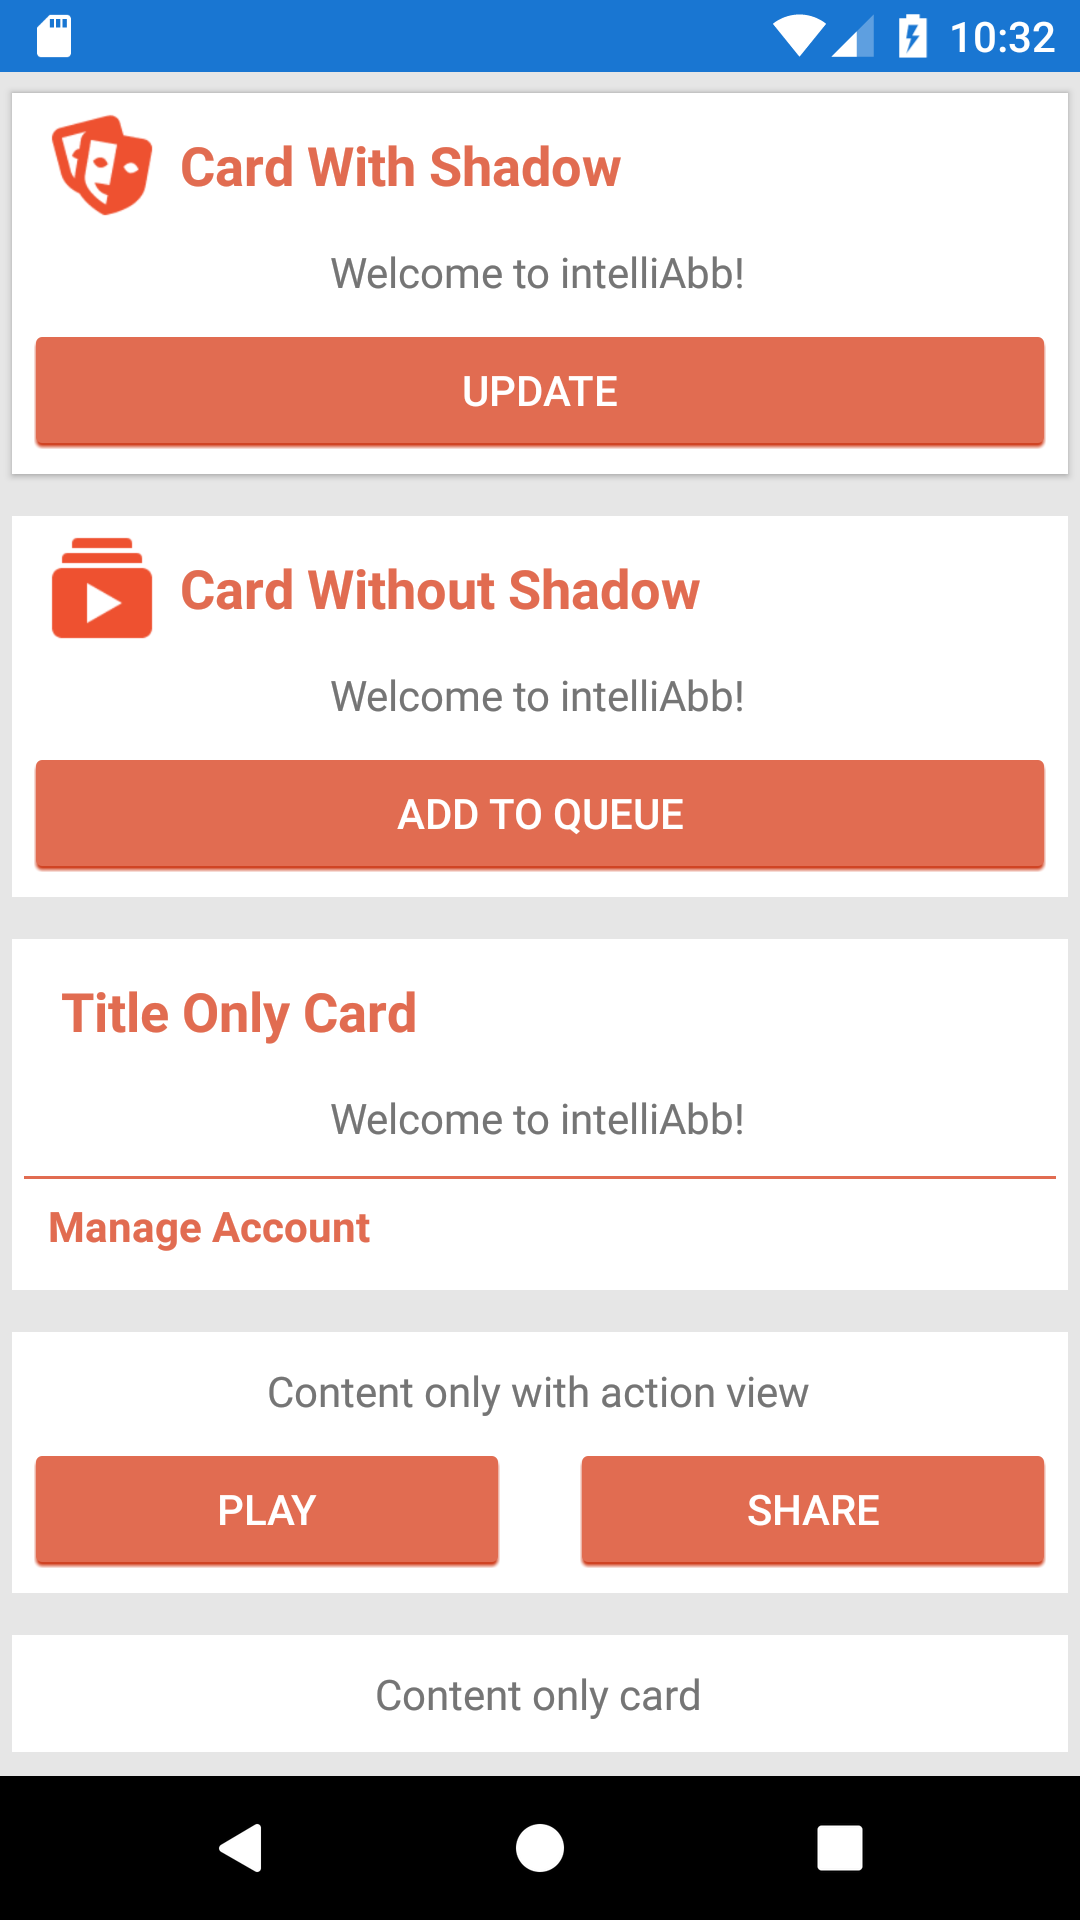 10:32
Card With Shadow
Welcome to intelliAbb!
UPDATE
Card Without Shadow
Welcome to intelliAbb!
ADD TO QUEUE
Title Only Card
Welcome to intelliAbb!
Manage Account
Content only with action view
PLAY SHARE
Content only card